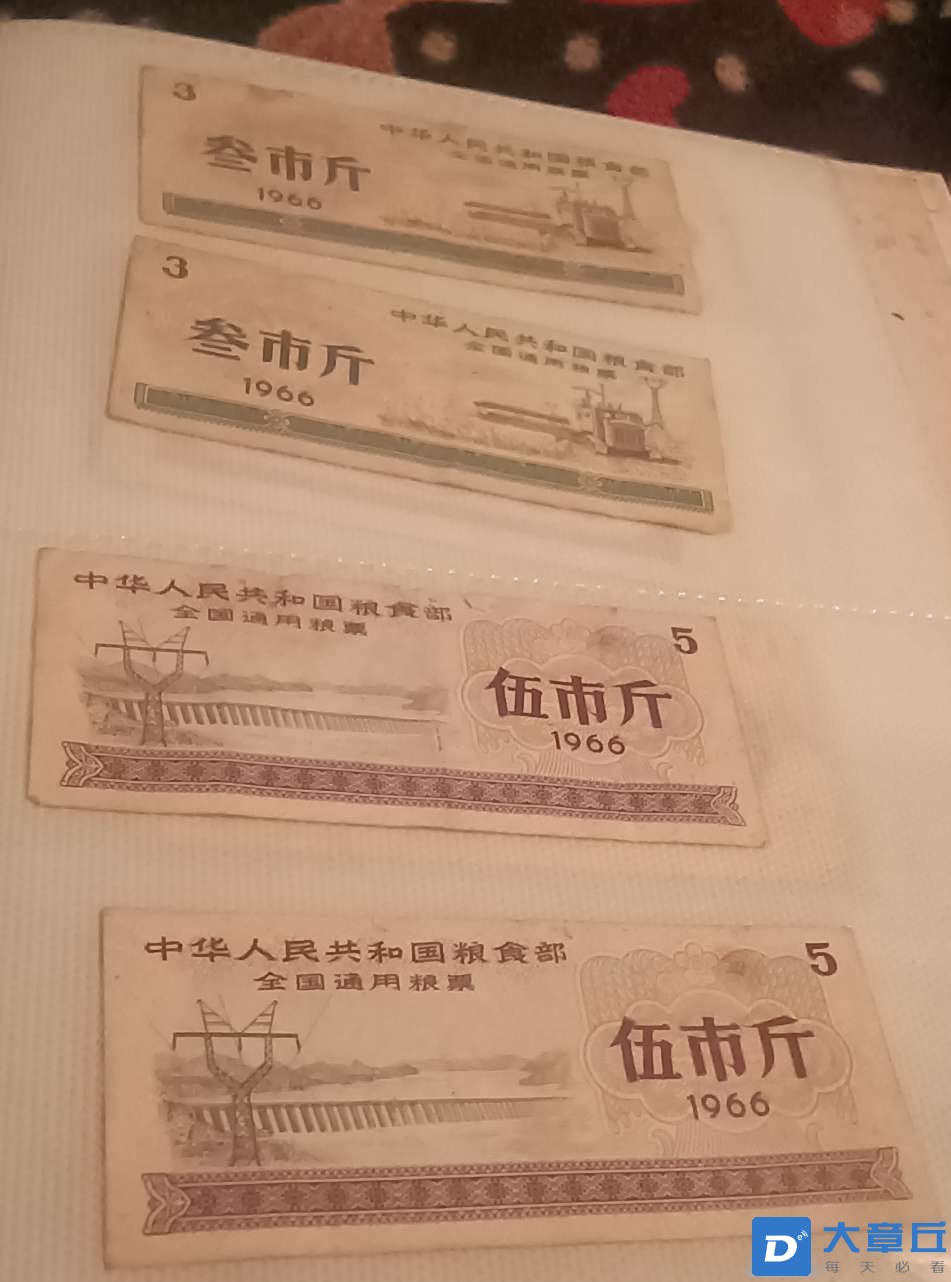 3
中华人民共和国粮食部
全国通用粮票
叁市斤
1966
3
中华人民共和国粮食部
全国通用粮票
叁市斤
1966
中华人民共和国粮食部
全国通用粮票
5
伍市斤
1966
中华人民共和国粮食部
全国通用粮票
5
伍市斤
1966
D 大章丘
每天必看